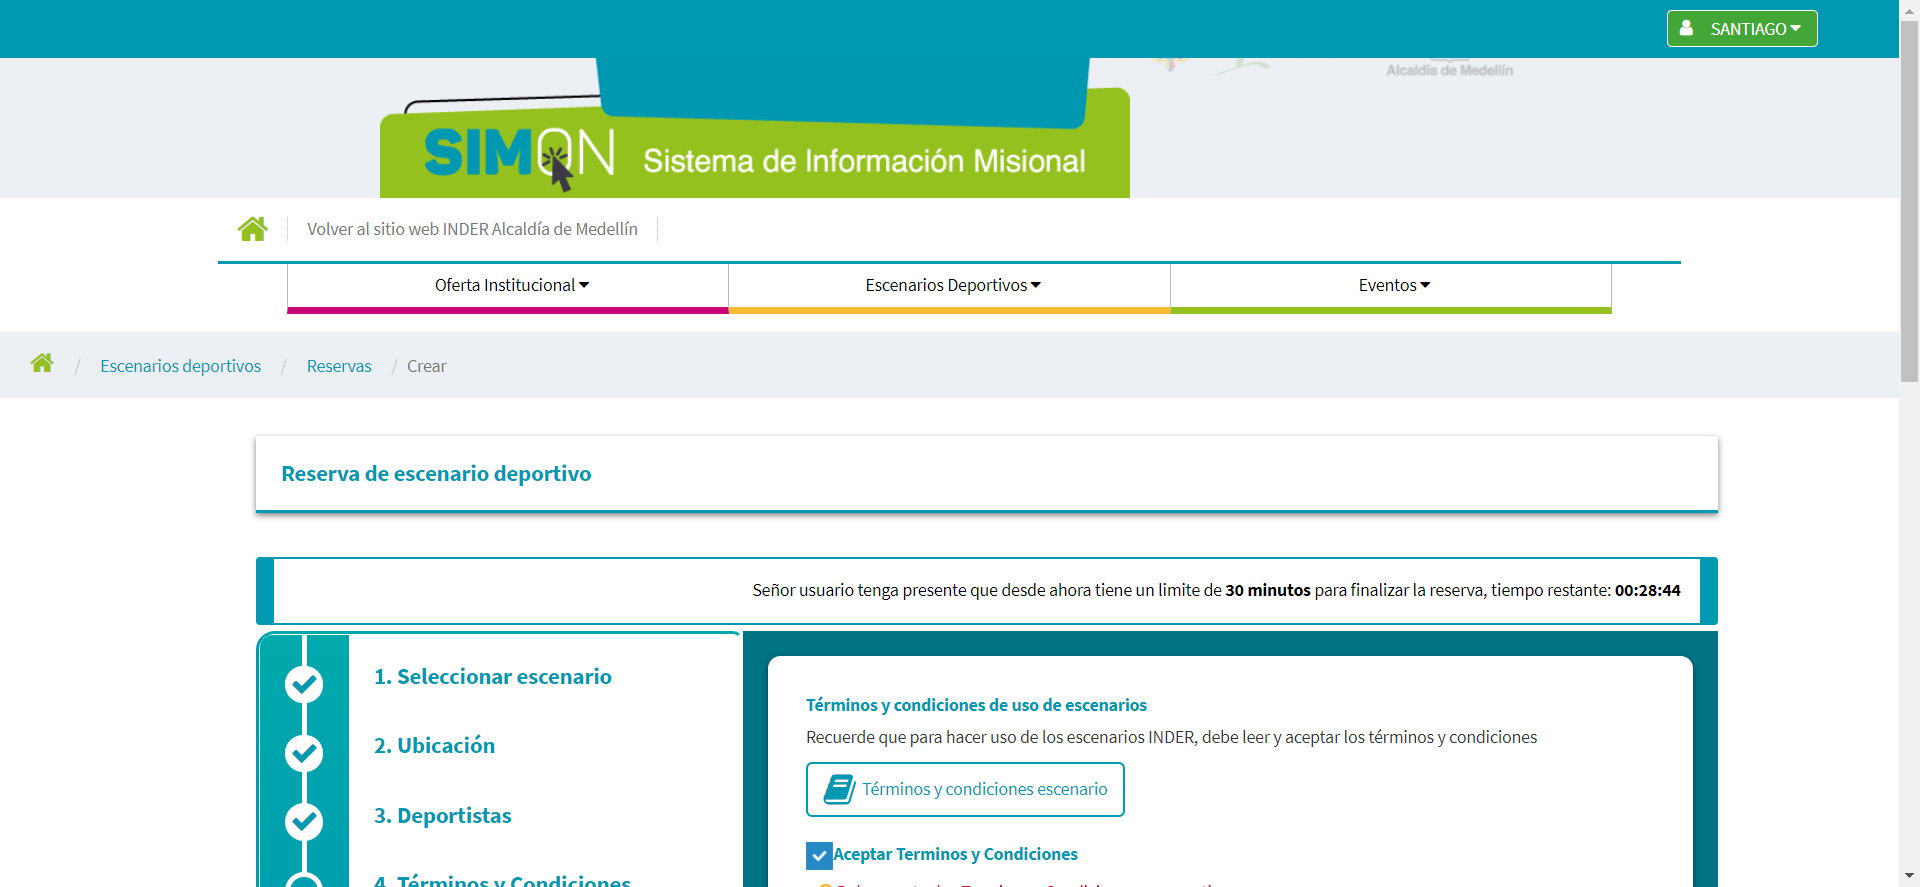 SANTIAGO
Alcaldía de Medellín
SIMON Sistema de Información Misional
Volver al sitio web INDER Alcaldía de Medellín
Oferta Institucional Escenarios Deportivos Eventos
/ Escenarios deportivos / Reservas / Crear
Reserva de escenario deportivo
Señor usuario tenga presente que desde ahora tiene un limite de 30 minutos para finalizar la reserva, tiempo restante: 00:28:44
1. Seleccionar escenario
2. Ubicación
3. Deportistas
4. Términos y Condiciones
Términos y condiciones de uso de escenarios
Recuerde que para hacer uso de los escenarios INDER, debe leer y aceptar los términos y condiciones
Términos y condiciones escenario
Aceptar Terminos y Condiciones